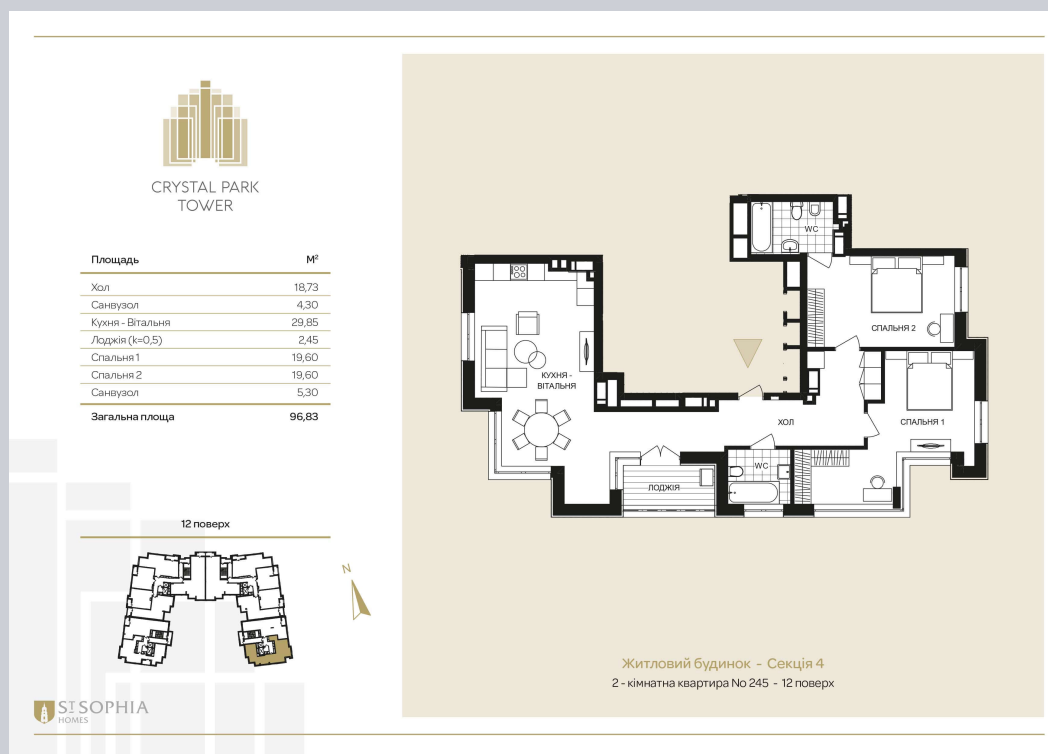 CRYSTAL PARK
TOWER
Площадь М²
Хол 18,73
Санвузол 4,30
Кухня - Вітальня 29,85
Лоджія (k=0,5) 2,45
Спальня 1 19,60
Спальня 2 19,60
Санвузол 5,30
Загальна площа 96,83
12 поверх
N
ST SOPHIA
HOMES
WC
СПАЛЬНЯ 2
КУХНЯ -
ВІТАЛЬНЯ
ХОЛ
СПАЛЬНЯ 1
WC
ЛОДЖІЯ
Житловий будинок - Секція 4
2 - кімнатна квартира No 245 - 12 поверх